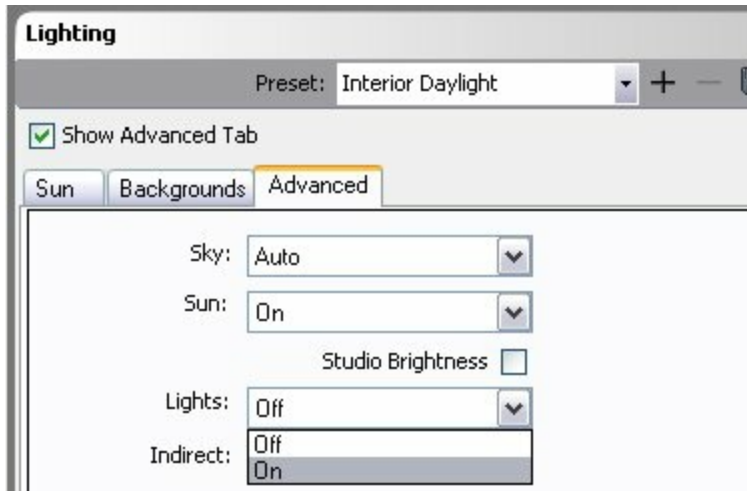 Lighting
Preset: Interior Daylight
Show Advanced Tab
Sun Backgrounds Advanced
Sky: Auto
Sun: On
Studio Brightness
Lights: Off
Off
Indirect:
On